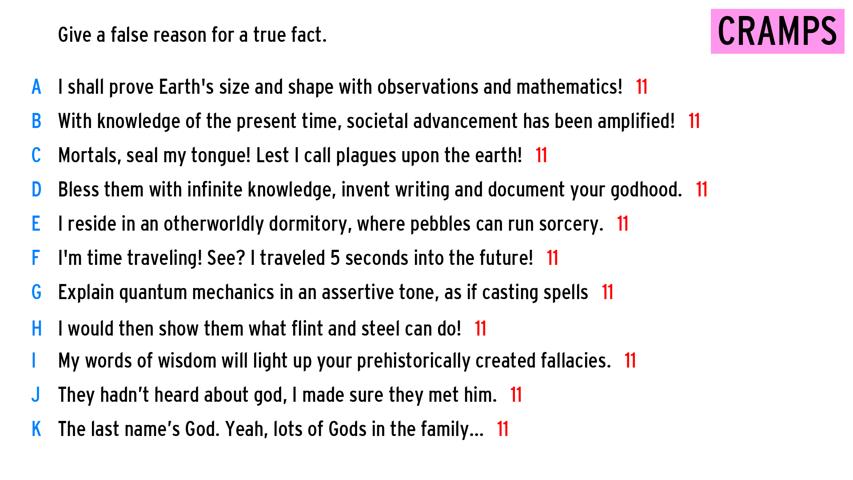 Give a false reason for a true fact.
CRAMPS
A I shall prove Earth's size and shape with observations and mathematics! 11
B With knowledge of the present time, societal advancement has been amplified! 11
C Mortals, seal my tongue! Lest I call plagues upon the earth! 11
D Bless them with infinite knowledge, invent writing and document your godhood. 11
E I reside in an otherworldly dormitory, where pebbles can run sorcery. 11
F I'm time traveling! See? I traveled 5 seconds into the future! 11
G Explain quantum mechanics in an assertive tone, as if casting spells 11
H I would then show them what flint and steel can do! 11
I My words of wisdom will light up your prehistorically created fallacies. 11
J They hadn’t heard about god, I made sure they met him. 11
K The last name’s God. Yeah, lots of Gods in the family... 11